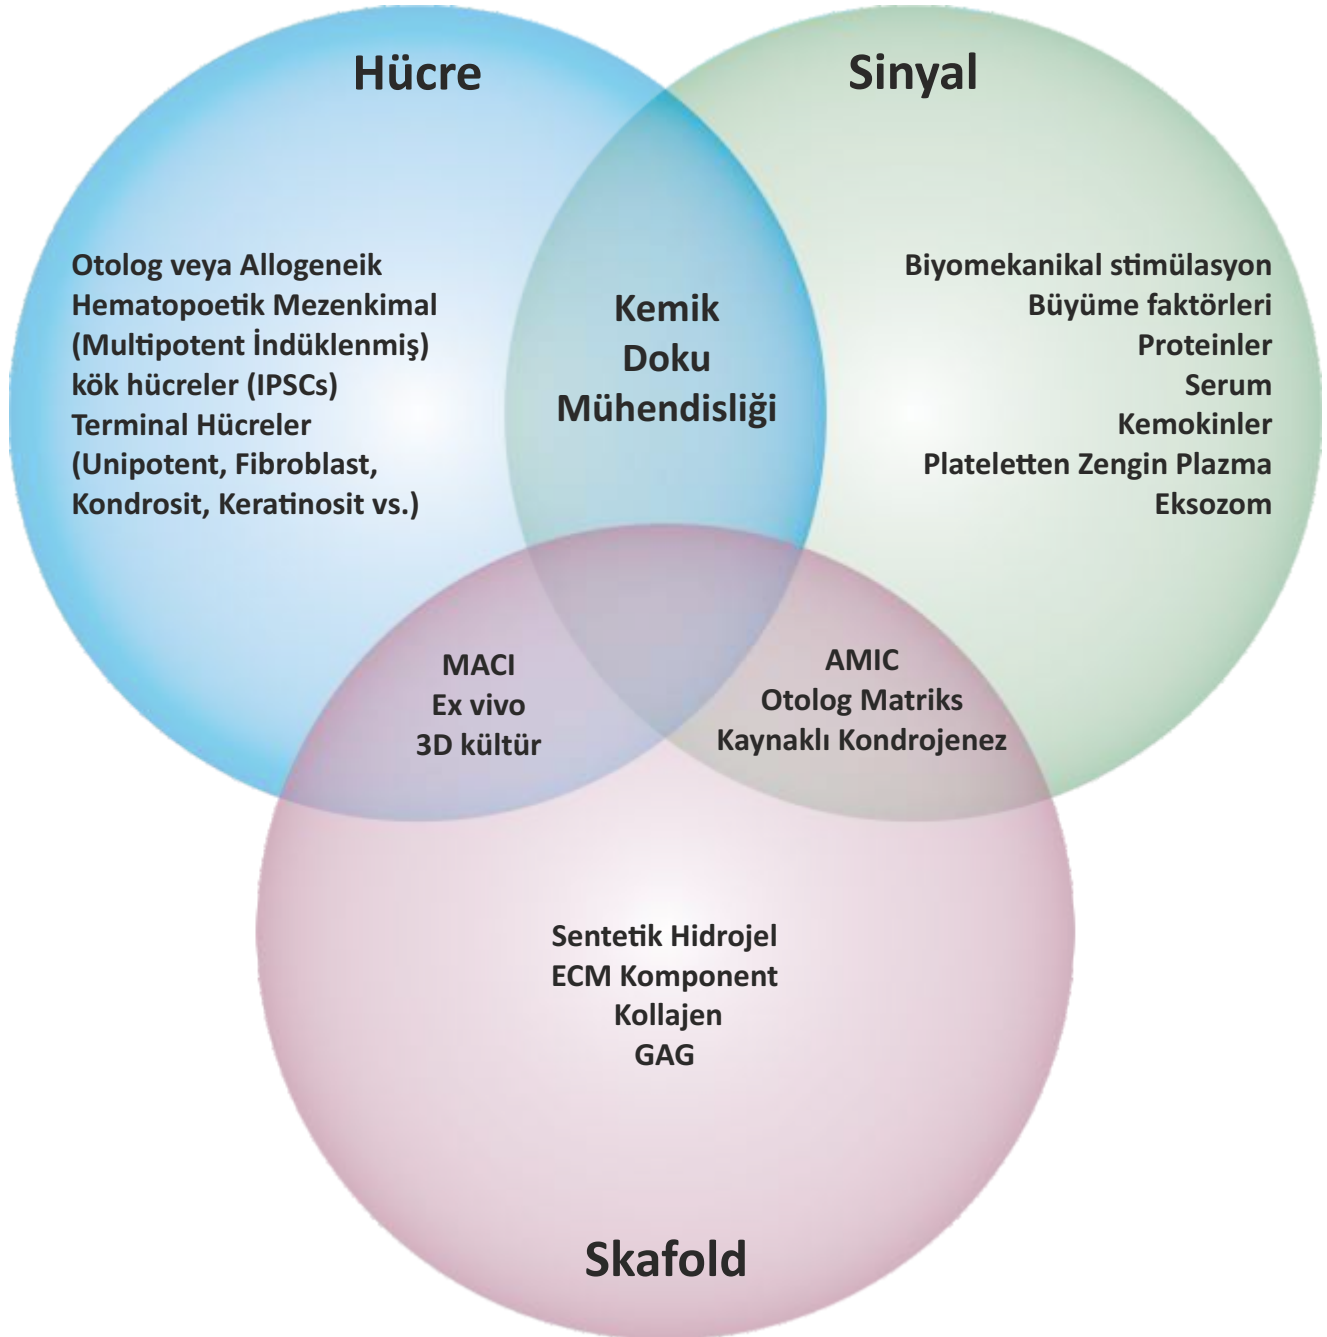 Hücre
Sinyal
Otolog veya Allogeneik
Hematopoetik Mezenkimal
(Multipotent İndüklenmiş)
kök hücreler (IPSCs)
Terminal Hücreler
(Unipotent, Fibroblast,
Kondrosit, Keratinosit vs.)
Kemik
Doku
Mühendisliği
Biyomekanikal stimülasyon
Büyüme faktörleri
Proteinler
Serum
Kemokinler
Plateletten Zengin Plazma
Eksozom
MACI
Ex vivo
3D kültür
AMIC
Otolog Matriks
Kaynaklı Kondrojenez
Sentetik Hidrojel
ECM Komponent
Kollajen
GAG
Skafold